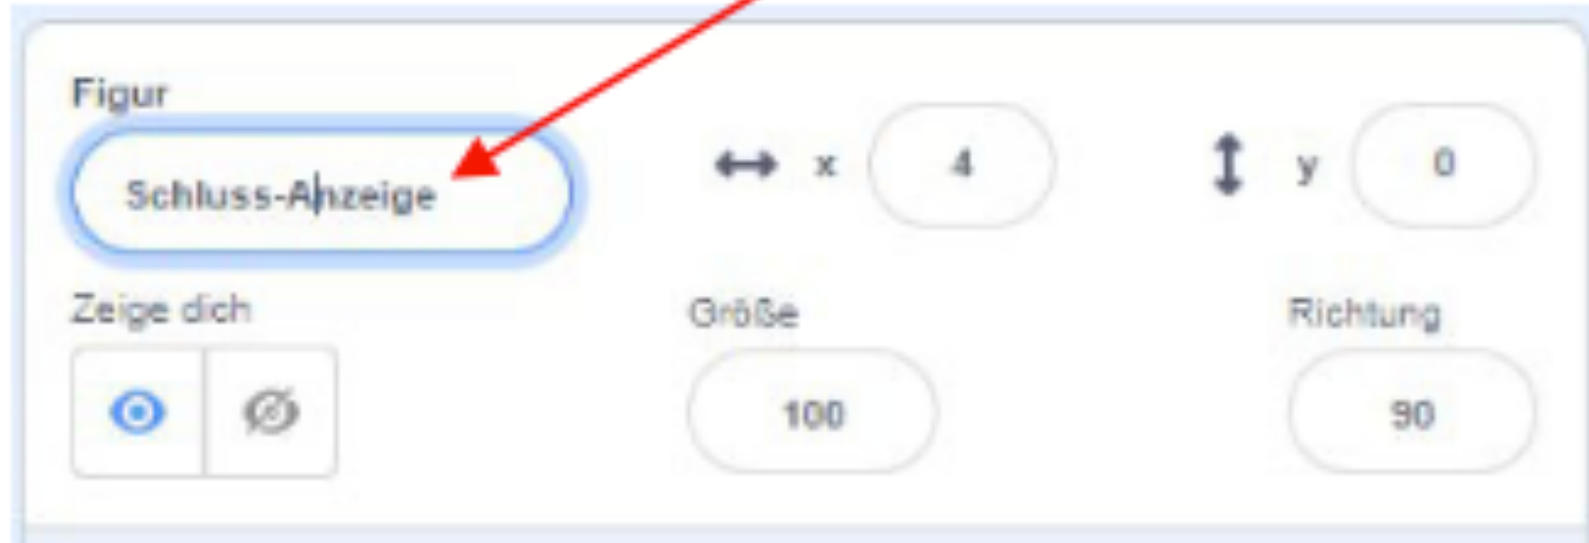 Figur
Schluss-Anzeige
x 4
y 0
Zeige dich
Größe
Richtung
100
90